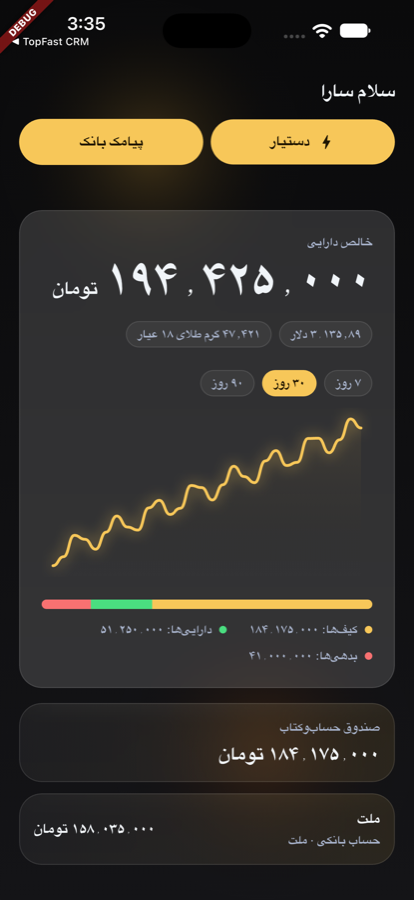 DEBUG
3:35
◀ TopFast CRM
سلام سارا
دستیار
پیامک بانک
خالص دارایی
۱۹۴,۴۲۵,۰۰۰ تومان
۳.۱۳۵,۸۹ دلار
۴۷,۴۲۱ گرم طلای ۱۸ عیار
۷ روز
۳۰ روز
۹۰ روز
کیف‌ها: ۱۸۴.۱۷۵.۰۰۰
دارایی‌ها: ۵۱.۲۵۰.۰۰۰
بدهی‌ها: ۴۱.۰۰۰.۰۰۰
صندوق حساب‌وکتاب
۱۸۴,۱۷۵,۰۰۰ تومان
ملت
حساب بانکی · ملت
۱۵۸,۰۳۵,۰۰۰ تومان